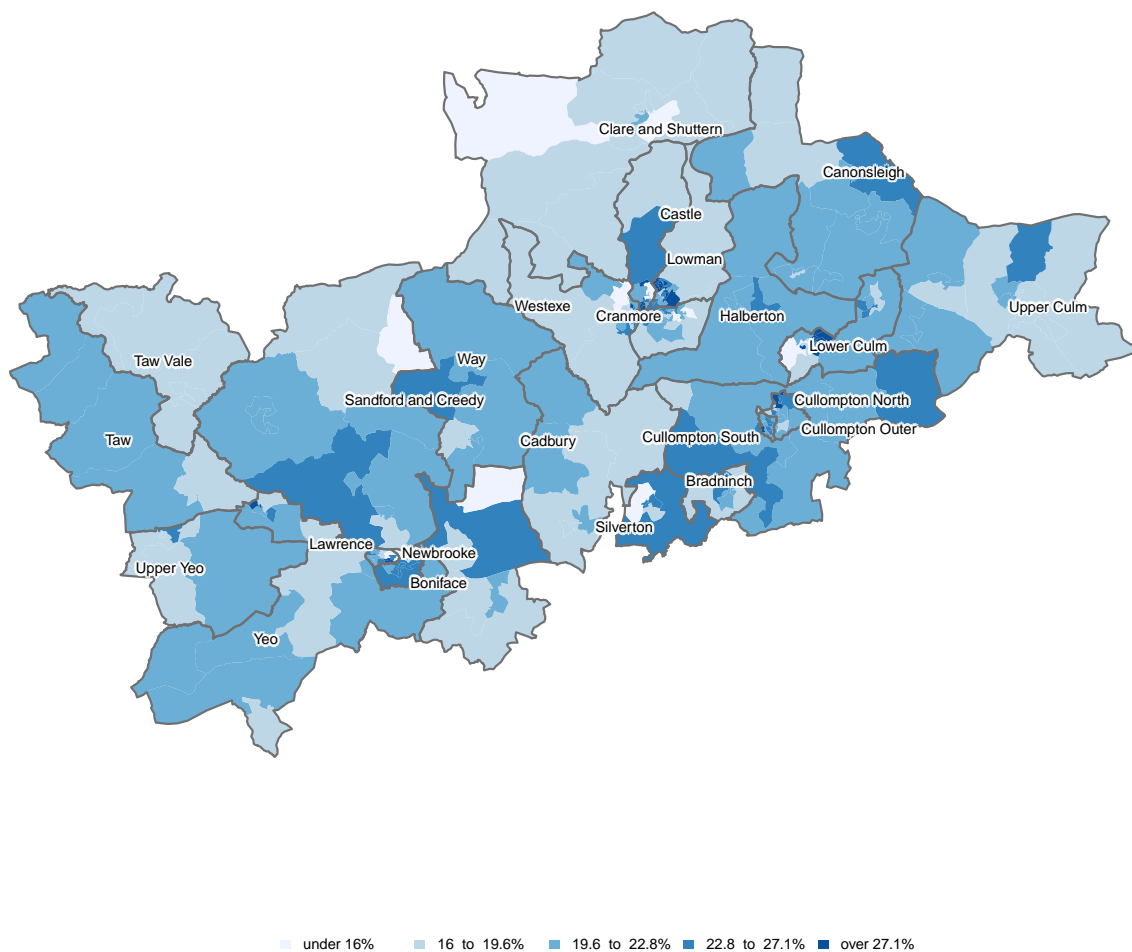 Clare and Shuttern
Canonsleigh
Castle
Lowman
Westexe
Cranmore
Halberton
Upper Culm
Lower Culm
Taw Vale
Way
Sandford and Creedy
Cullompton North
Cullompton Outer
Cullompton South
Taw
Cadbury
Bradninch
Silverton
Lawrence
Newbrooke
Upper Yeo
Boniface
Yeo
under 16% 16 to 19.6% 19.6 to 22.8% 22.8 to 27.1% over 27.1%